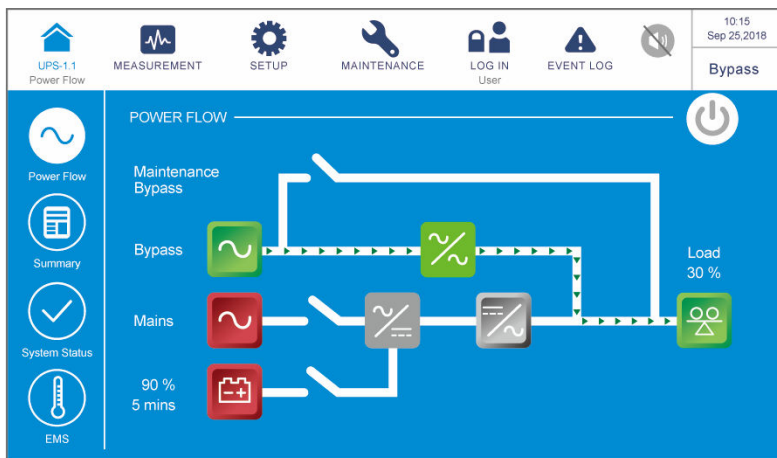 10:15
Sep 25,2018
Bypass
UPS-1.1
Power Flow
MEASUREMENT
SETUP
MAINTENANCE
LOG IN
User
EVENT LOG
POWER FLOW
Power Flow
Summary
System Status
EMS
Maintenance
Bypass
Bypass
Load
30 %
Mains
90 %
5 mins